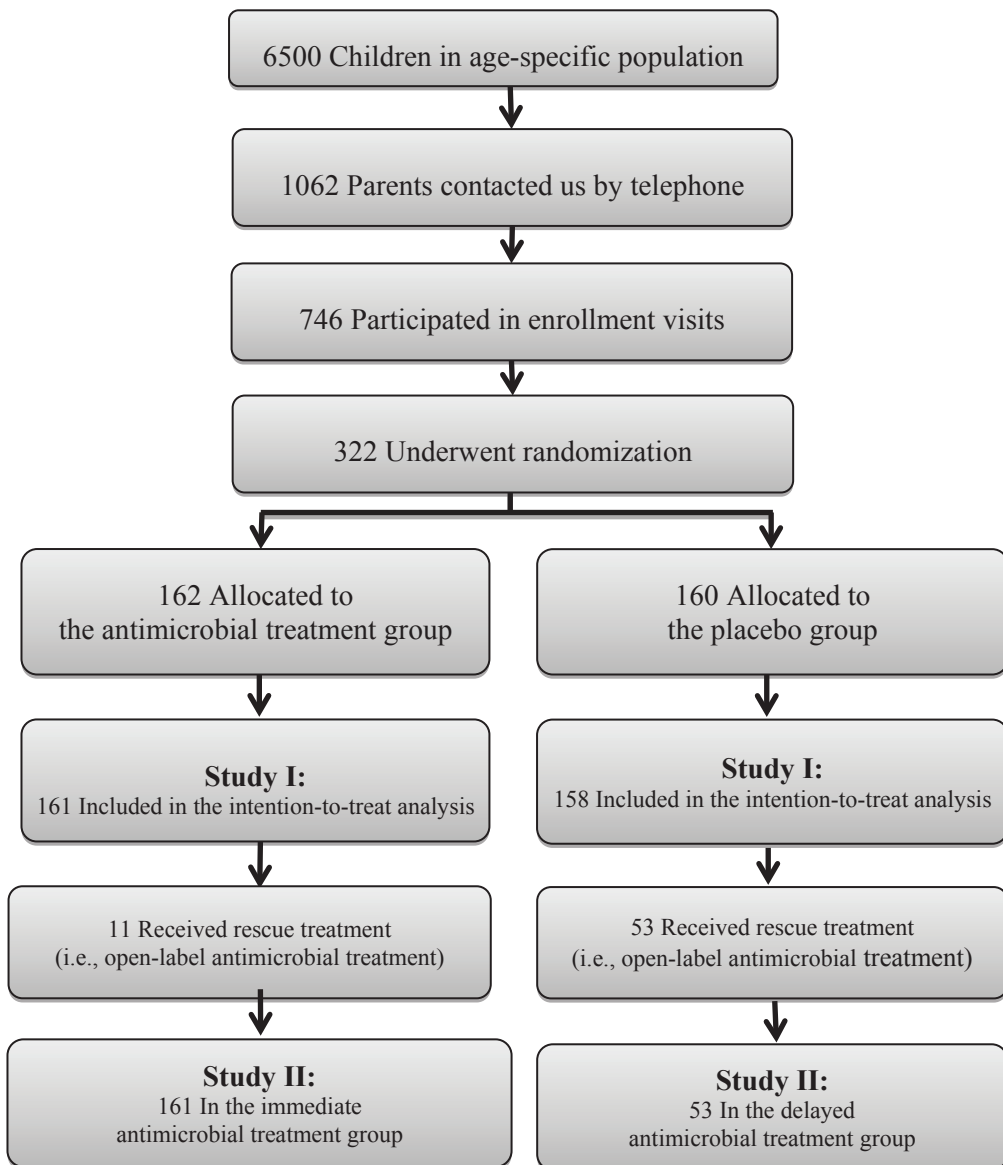 6500 Children in age-specific population
1062 Parents contacted us by telephone
746 Participated in enrollment visits
322 Underwent randomization
162 Allocated to
the antimicrobial treatment group
160 Allocated to
the placebo group
Study I:
161 Included in the intention-to-treat analysis
Study I:
158 Included in the intention-to-treat analysis
11 Received rescue treatment
(i.e., open-label antimicrobial treatment)
53 Received rescue treatment
(i.e., open-label antimicrobial treatment)
Study II:
161 In the immediate
antimicrobial treatment group
Study II:
53 In the delayed
antimicrobial treatment group